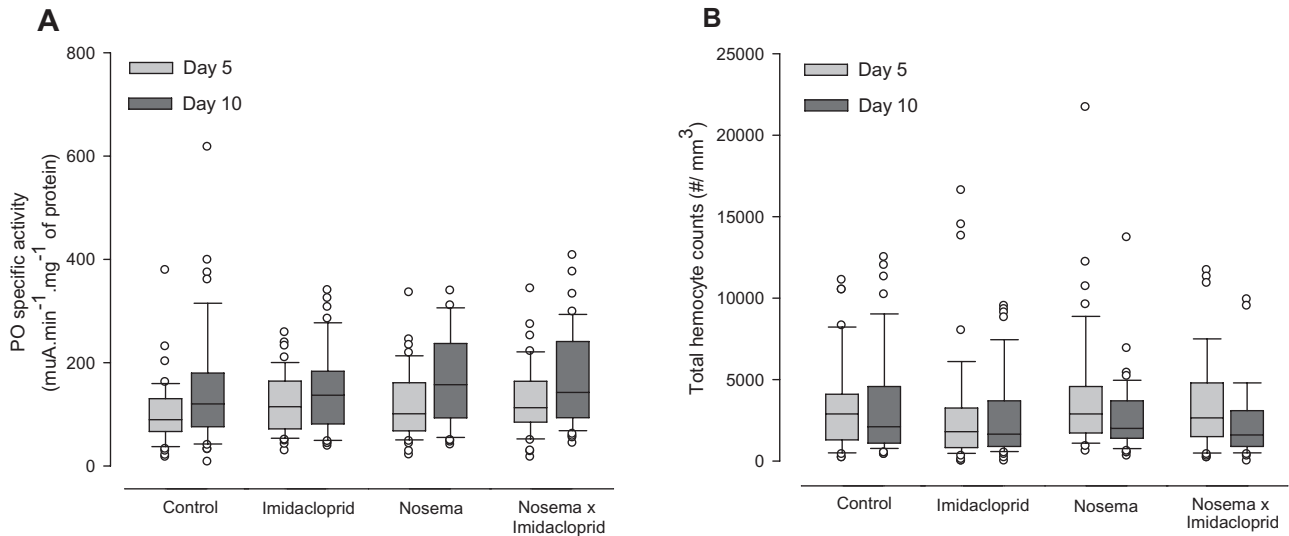 A
PO specific activity
(muA.min⁻¹.mg⁻¹ of protein)
800
600
400
200
0
Day 5
Day 10
Control
Imidacloprid
Nosema
Nosema x
Imidacloprid
B
Total hemocyte counts (#/ mm³)
25000
20000
15000
10000
5000
0
Day 5
Day 10
Control
Imidacloprid
Nosema
Nosema x
Imidacloprid